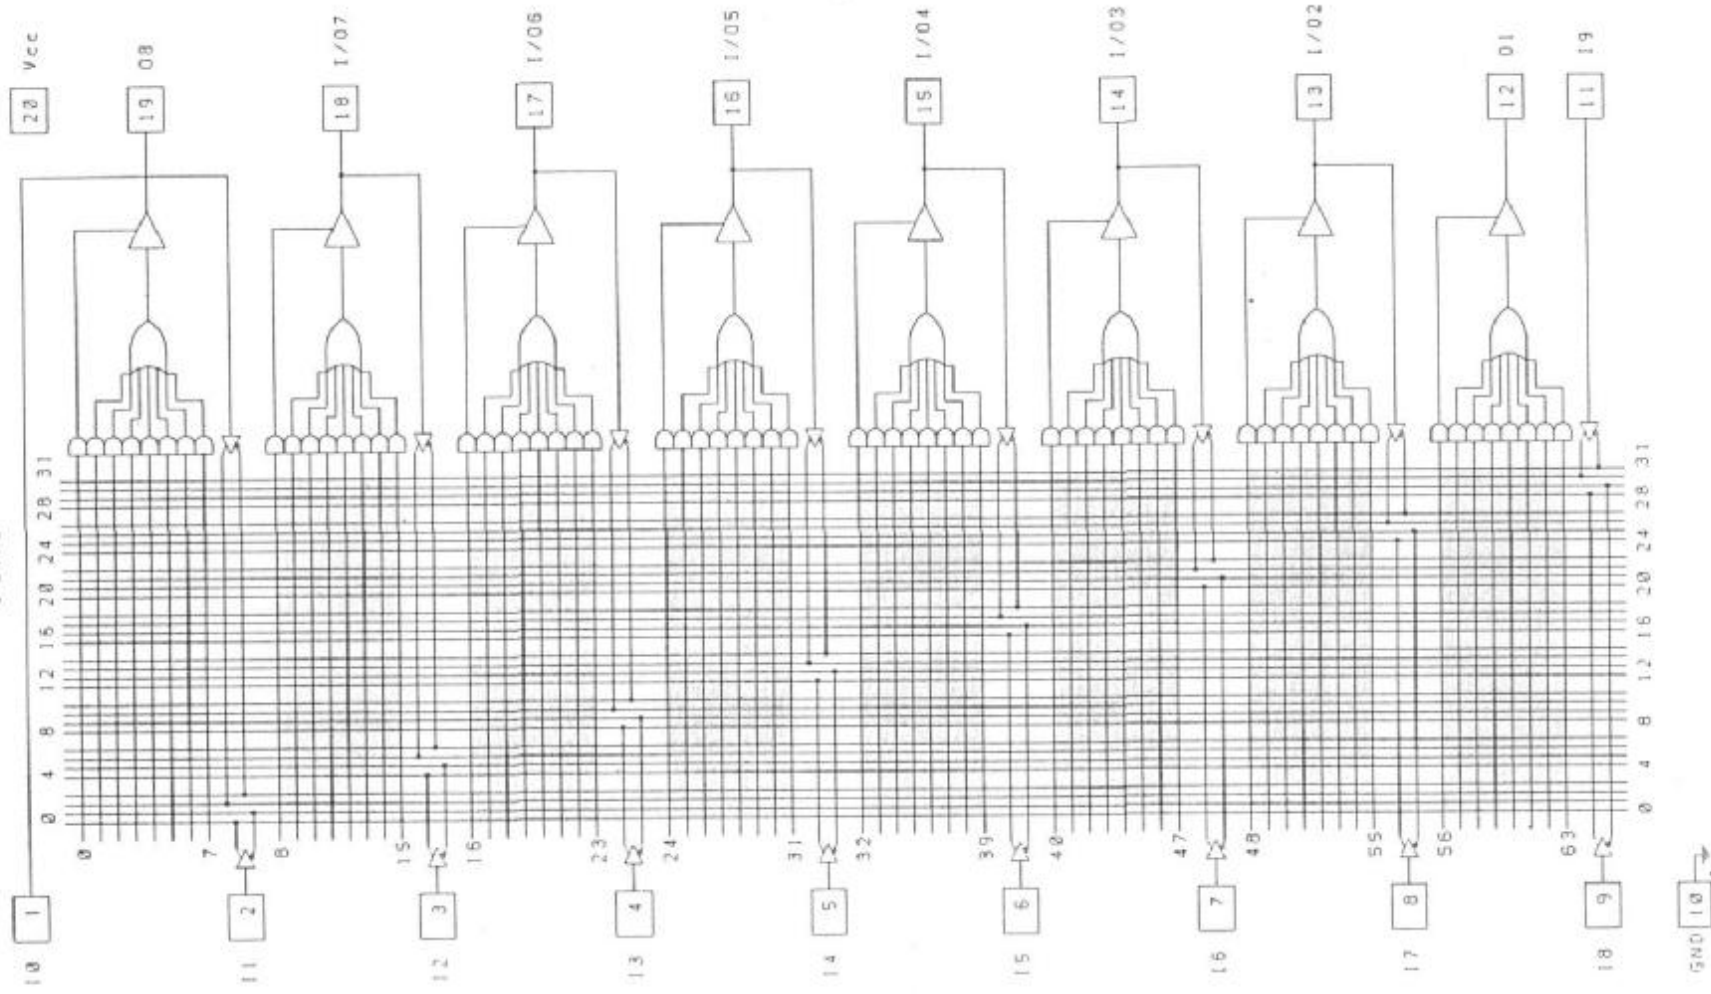 20 Vcc
19 O8
18 I/O7
17 I/O6
16 I/O5
15 I/O4
14 I/O3
13 I/O2
12 O1
11 I9
0 4 8 12 16 20 24 28 31
0 7
8 15
16 23
24 31
32 39
40 47
48 55
56 63
0 4 8 12 16 20 24 28 31
I0 1
I1 2
I2 3
I3 4
I4 5
I5 6
I6 7
I7 8
I8 9
GND 10